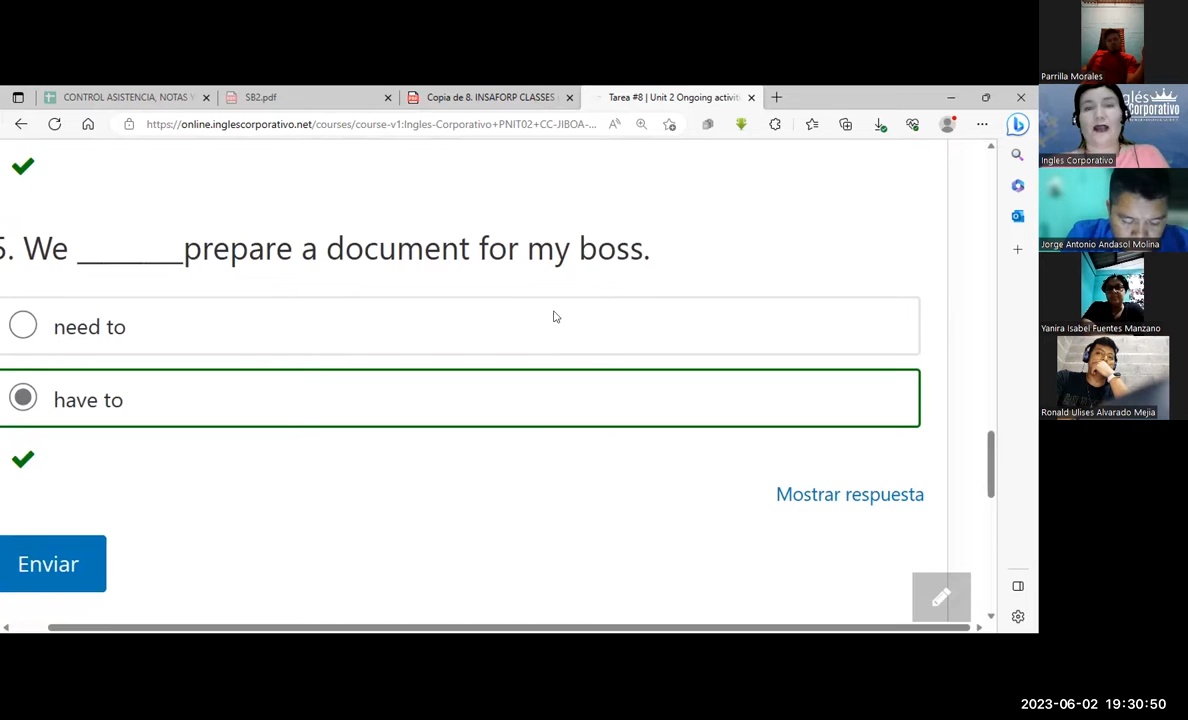 CONTROL ASISTENCIA, NOTAS Y
SB2.pdf
Copia de 8. INSAFORP CLASSES
Tarea #8 | Unit 2 Ongoing activiti
https://online.inglescorporativo.net/courses/course-v1:Ingles-Corporativo+PNIT02+CC-JIBOA-...
5. We ________prepare a document for my boss.
need to
have to
Mostrar respuesta
Enviar
Parrilla Morales
glés
corporativo
Ingles Corporativo
Jorge Antonio Andasol Molina
Yanira Isabel Fuentes Manzano
Ronald Ulises Alvarado Mejia
2023-06-02 19:30:50